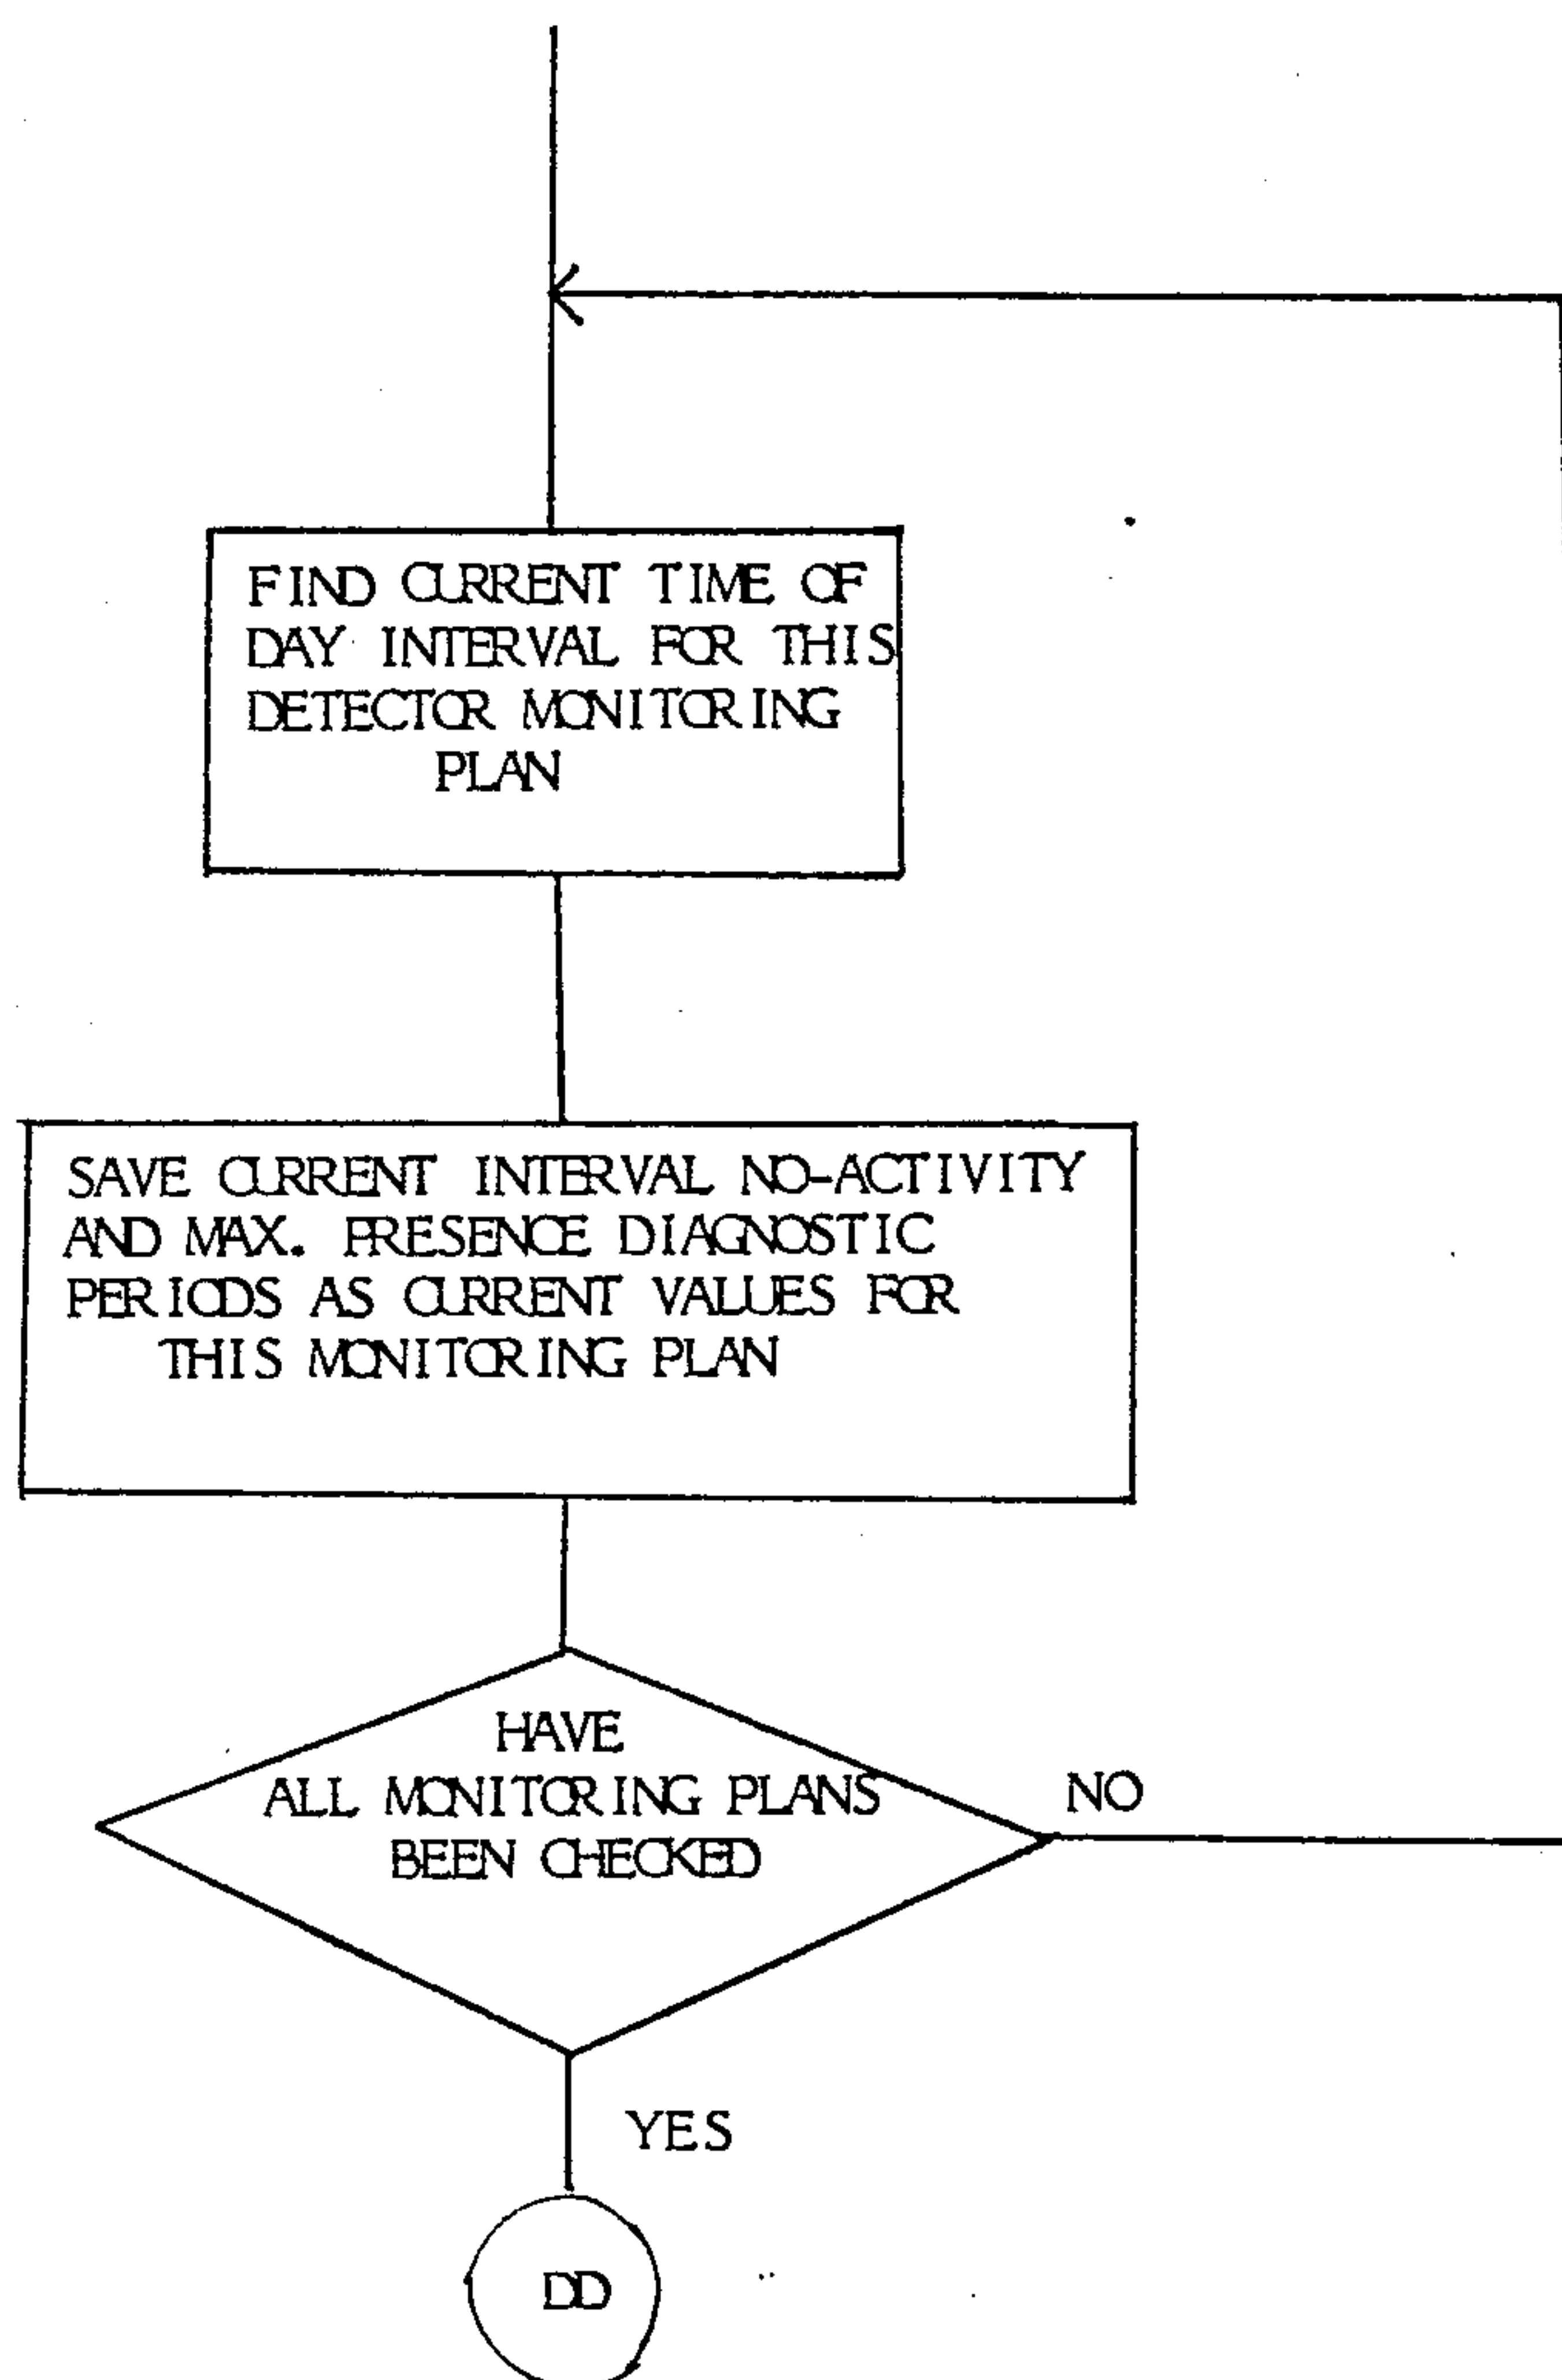 FIND CURRENT TIME OF
DAY INTERVAL FOR THIS
DETECTOR MONITORING
PLAN
SAVE CURRENT INTERVAL NO-ACTIVITY
AND MAX. PRESENCE DIAGNOSTIC
PERIODS AS CURRENT VALUES FOR
THIS MONITORING PLAN
HAVE
ALL MONITORING PLANS
BEEN CHECKED
NO
YES
DD